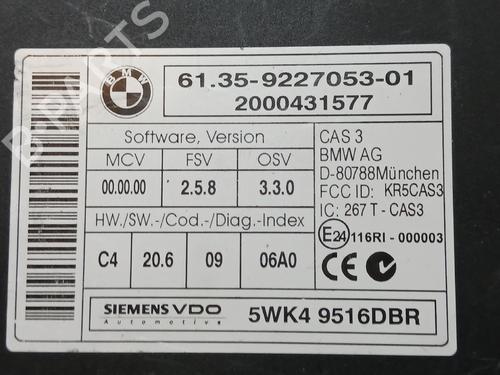 B-PARTS
BMW
61.35-9227053-01
2000431577
Software, Version
MCV FSV OSV
00.00.00 2.5.8 3.3.0
HW./SW.-/Cod.-/Diag.-Index
C4 20.6 09 06A0
CAS 3
BMW AG
D-80788München
FCC ID: KR5CAS3
IC: 267 T - CAS3
E24 116RI - 000003
CE
SIEMENS VDO
Automotive
5WK4 9516DBR